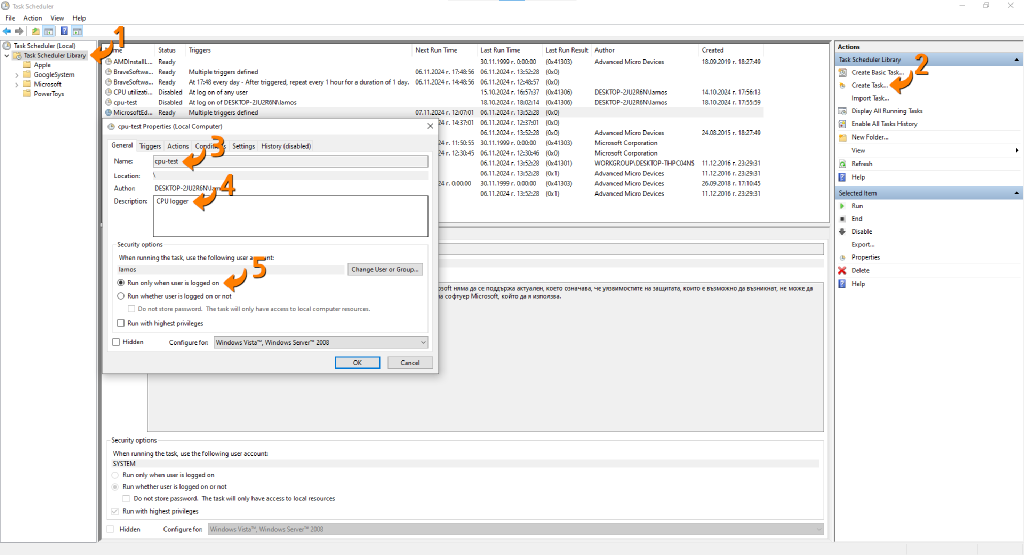 Task Scheduler
File Action View Help
Task Scheduler (Local)
Task Scheduler Library
Apple
GoogleSystem
Microsoft
PowerToys
1
Status Triggers Next Run Time Last Run Time Last Run Result Author Created
AMDInstall... Ready 30.11.1999 г. 0:00:00 (0x41303) Advanced Micro Devices 18.09.2019 г. 18:27:49
BraveSoftwa... Ready Multiple triggers defined 06.11.2024 г. 17:48:56 06.11.2024 г. 13:52:28 (0x0)
BraveSoftwa... Ready At 17:48 every day - After triggered, repeat every 1 hour for a duration of 1 day. 06.11.2024 г. 14:48:56 06.11.2024 г. 12:48:57 (0x0)
CPU utilizati... Disabled At log on of any user 15.10.2024 г. 16:57:37 (0x41306) DESKTOP-2JU2R6N\lamos 14.10.2024 г. 17:56:13
cpu-test Disabled At log on of DESKTOP-2JU2R6N\lamos 18.10.2024 г. 18:02:14 (0x41306) DESKTOP-2JU2R6N\lamos 18.10.2024 г. 17:55:59
MicrosoftEd... Ready Multiple triggers defined 07.11.2024 г. 12:07:01 06.11.2024 г. 13:52:28 (0x0)
24 г. 14:37:01 06.11.2024 г. 12:37:01 (0x0)
06.11.2024 г. 13:52:28 (0x0) Advanced Micro Devices 24.08.2015 г. 18:27:49
24 г. 11:50:55 30.11.1999 г. 0:00:00 (0x41303) Microsoft Corporation
24 г. 12:30:45 06.11.2024 г. 12:30:46 (0x0) Microsoft Corporation
06.11.2024 г. 13:52:28 (0x41301) WORKGROUP\DESKTOP-TMPC04N$ 11.12.2016 г. 23:29:31
06.11.2024 г. 13:52:28 (0x1) Advanced Micro Devices 11.12.2016 г. 23:29:31
24 г. 0:00:00 30.11.1999 г. 0:00:00 (0x41303) Advanced Micro Devices 26.09.2018 г. 17:10:45
06.11.2024 г. 13:52:28 (0x1) Advanced Micro Devices 11.12.2016 г. 23:29:31
cpu-test Properties (Local Computer)
General Triggers Actions Conditions Settings History (disabled)
Name: cpu-test
3
Location: \
Author: DESKTOP-2JU2R6N\lamos
4
Description: CPU logger
Security options
When running the task, use the following user account:
5
lamos
Change User or Group...
Run only when user is logged on
Run whether user is logged on or not
Do not store password. The task will only have access to local computer resources.
Run with highest privileges
Hidden Configure for: Windows Vista™, Windows Server™ 2008
OK Cancel
osoft няма да се поддържа актуален, което означава, че уязвимостите на защитата, които е възможно да възникнат, не може да
софтуер Microsoft, който да я използва.
Security options
When running the task, use the following user account:
SYSTEM
Run only when user is logged on
Run whether user is logged on or not
Do not store password. The task will only have access to local resources
Run with highest privileges
Hidden Configure for: Windows Vista™, Windows Server™ 2008
Actions
Task Scheduler Library
Create Basic Task...
2
Create Task...
Import Task...
Display All Running Tasks
Enable All Tasks History
New Folder...
View
Refresh
Help
Selected Item
Run
End
Disable
Export...
Properties
Delete
Help